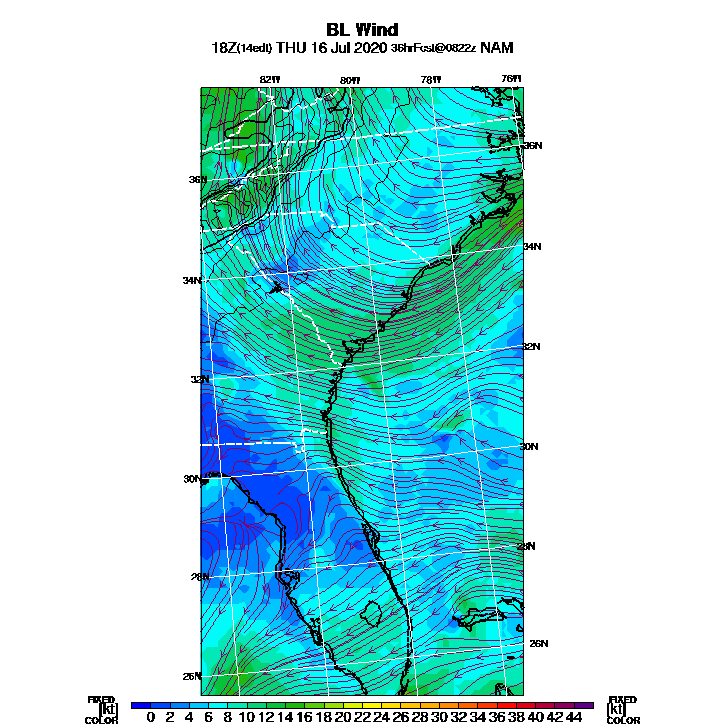 BL Wind
18Z(14edt) THU 16 Jul 2020 36hrFcst@0822z NAM
82W 80W 78W 76W
36N
36N
34N
34N
32N
32N
30N
30N
28N
28N
26N
26N
FIXED FIXED
[kt] 0 2 4 6 8 10 12 14 16 18 20 22 24 26 28 30 32 34 36 38 40 42 44 [kt]
COLOR COLOR